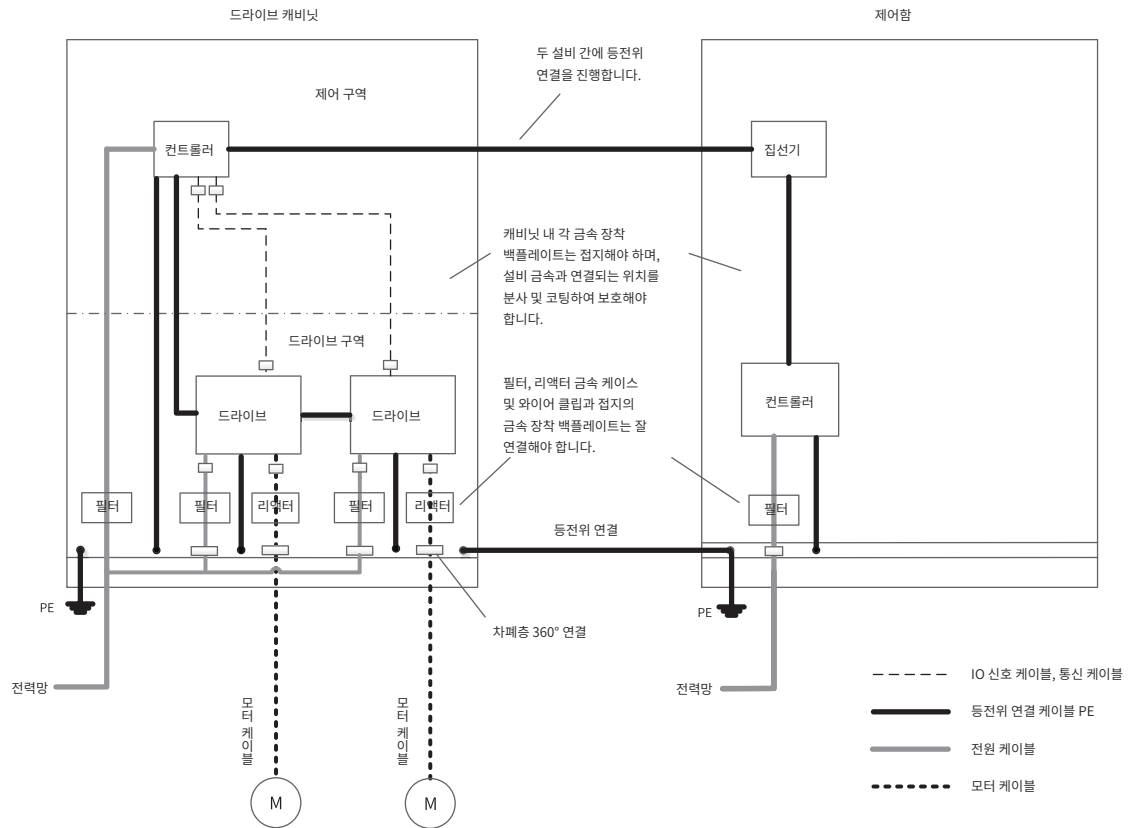 드라이브 캐비닛
제어함
두 설비 간에 등전위
연결을 진행합니다.
제어 구역
컨트롤러
집선기
캐비닛 내 각 금속 장착
백플레이트는 접지해야 하며,
설비 금속과 연결되는 위치를
분사 및 코팅하여 보호해야
합니다.
드라이브 구역
필터, 리액터 금속 케이스
및 와이어 클립과 접지의
금속 장착 백플레이트는 잘
연결해야 합니다.
드라이브
드라이브
컨트롤러
필터
필터
리액터
필터
리액터
필터
등전위 연결
PE
PE
차폐층 360° 연결
전력망
전력망
모터 케이블
모터 케이블
M
M
IO 신호 케이블, 통신 케이블
등전위 연결 케이블 PE
전원 케이블
모터 케이블